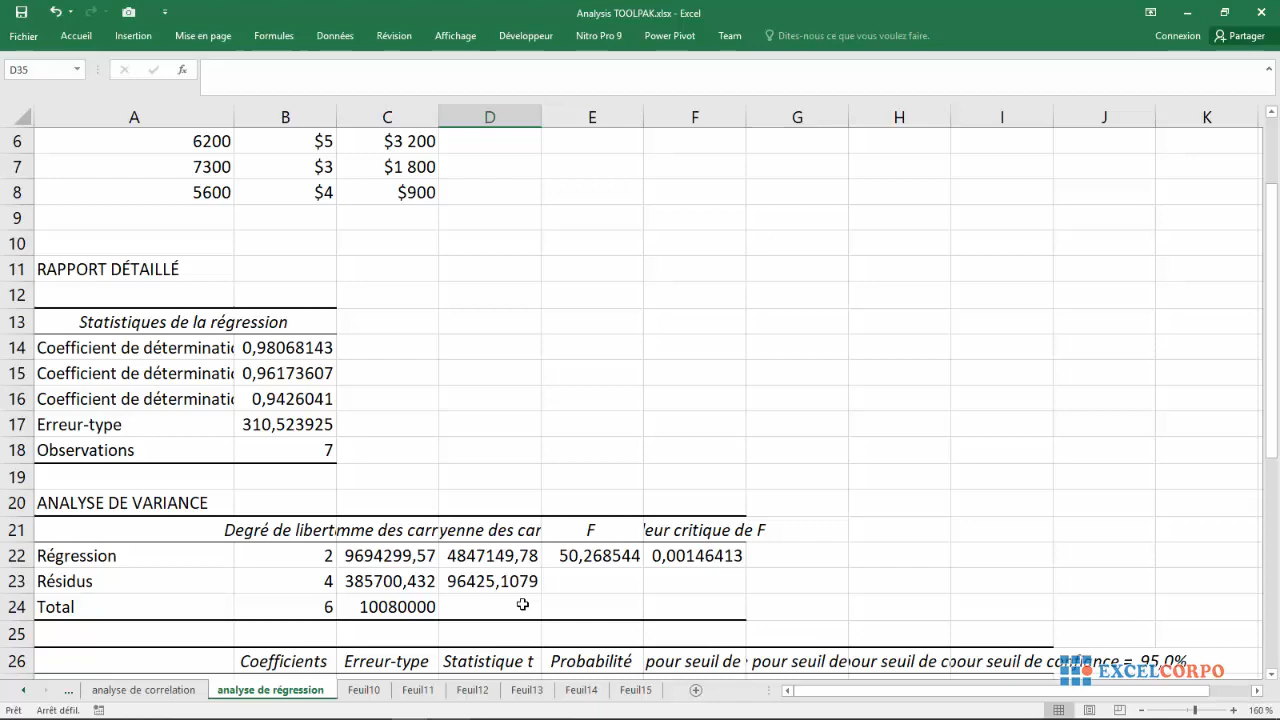 Analysis TOOLPAK.xlsx - Excel
Fichier Accueil Insertion Mise en page Formules Données Révision Affichage Développeur Nitro Pro 9 Power Pivot Team Dites-nous ce que vous voulez faire. Connexion Partager
D35 fx
A B C D E F G H I J K
6 6200 $5 $3 200
7 7300 $3 $1 800
8 5600 $4 $900
9
10
11 RAPPORT DÉTAILLÉ
12
13 Statistiques de la régression
14 Coefficient de déterminatio 0,98068143
15 Coefficient de déterminatio 0,96173607
16 Coefficient de déterminatio 0,9426041
17 Erreur-type 310,523925
18 Observations 7
19
20 ANALYSE DE VARIANCE
21 Degré de libert mme des carr yenne des car F leur critique de F
22 Régression 2 9694299,57 4847149,78 50,268544 0,00146413
23 Résidus 4 385700,432 96425,1079
24 Total 6 10080000
25
26 Coefficients Erreur-type Statistique t Probabilité pour seuil de pour seuil de our seuil de co our seuil de confiance = 95,0%
EXCELCORPO
... analyse de correlation analyse de régression Feuil10 Feuil11 Feuil12 Feuil13 Feuil14 Feuil15
Prêt Arrêt défil. 160 %